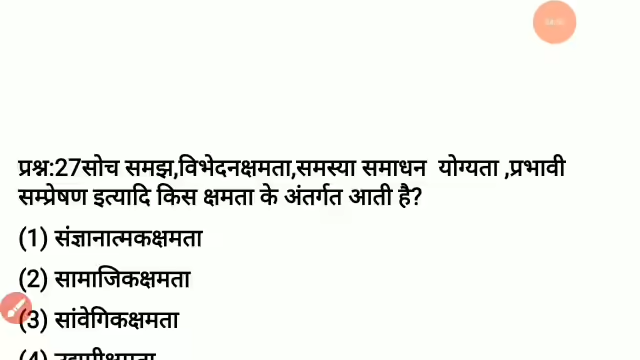 प्रश्न:27सोच समझ,विभेदनक्षमता,समस्या समाधन योग्यता ,प्रभावी
सम्प्रेषण इत्यादि किस क्षमता के अंतर्गत आती है?
(1) संज्ञानात्मकक्षमता
(2) सामाजिकक्षमता
(3) सांवेगिकक्षमता